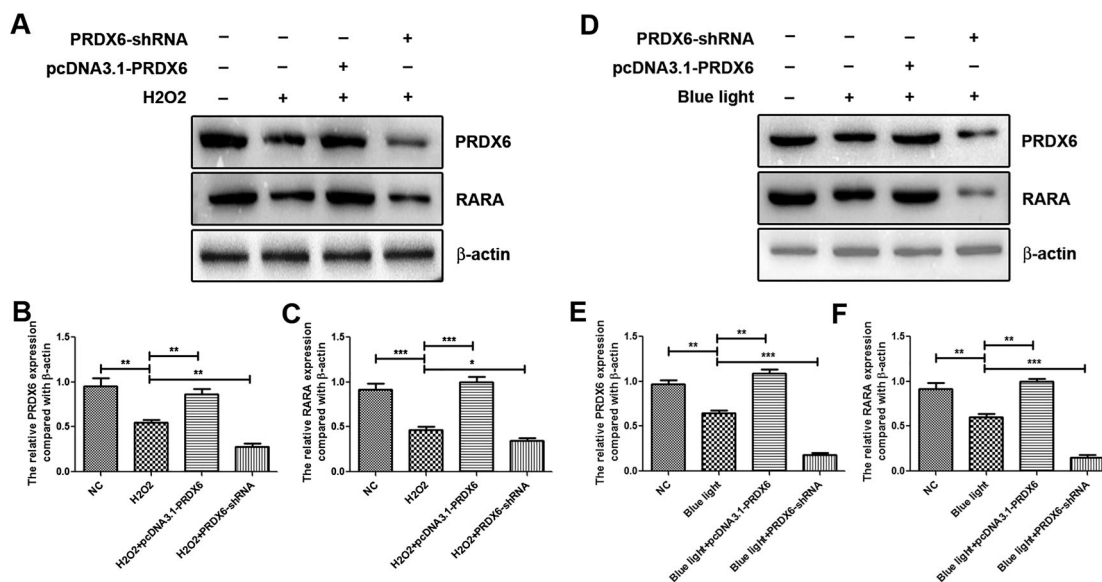 A
PRDX6-shRNA – – – +
pcDNA3.1-PRDX6 – – + –
H2O2 – + + +
PRDX6
RARA
β-actin
D
PRDX6-shRNA – – – +
pcDNA3.1-PRDX6 – – + –
Blue light – + + +
PRDX6
RARA
β-actin
B
The relative PRDX6 expression
compared with β-actin
1.5
1.0
0.5
0.0
**
**
**
NC
H2O2
H2O2+pcDNA3.1-PRDX6
H2O2+PRDX6-shRNA
C
The relative RARA expression
compared with β-actin
1.5
1.0
0.5
0.0
***
***
*
NC
H2O2
H2O2+pcDNA3.1-PRDX6
H2O2+PRDX6-shRNA
E
The relative PRDX6 expression
compared with β-actin
1.5
1.0
0.5
0.0
**
**
***
NC
Blue light
Blue light+pcDNA3.1-PRDX6
Blue light+PRDX6-shRNA
F
The relative RARA expression
compared with β-actin
1.5
1.0
0.5
0.0
**
**
***
NC
Blue light
Blue light+pcDNA3.1-PRDX6
Blue light+PRDX6-shRNA